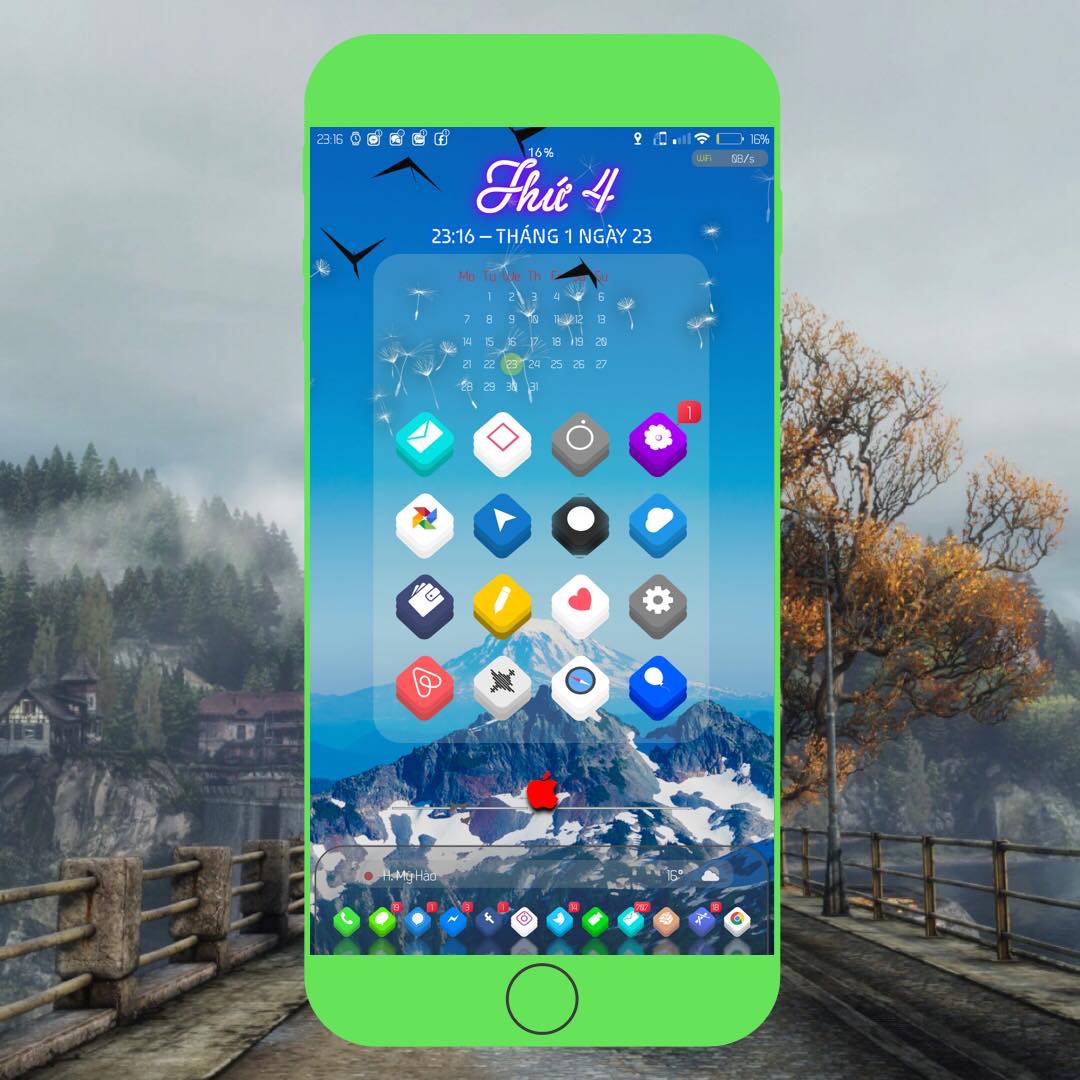 23:16 16%
16%
WiFi 0B/s
Thứ 4
23:16 – THÁNG 1 NGÀY 23
Mo Tu We Th Su
1 2 3 4 5 6
7 8 9 10 11 12 13
14 15 16 17 18 19 20
21 22 23 24 25 26 27
28 29 30 31
1
H. Mỹ Hào 16°
19 1 3 1 14 767 18